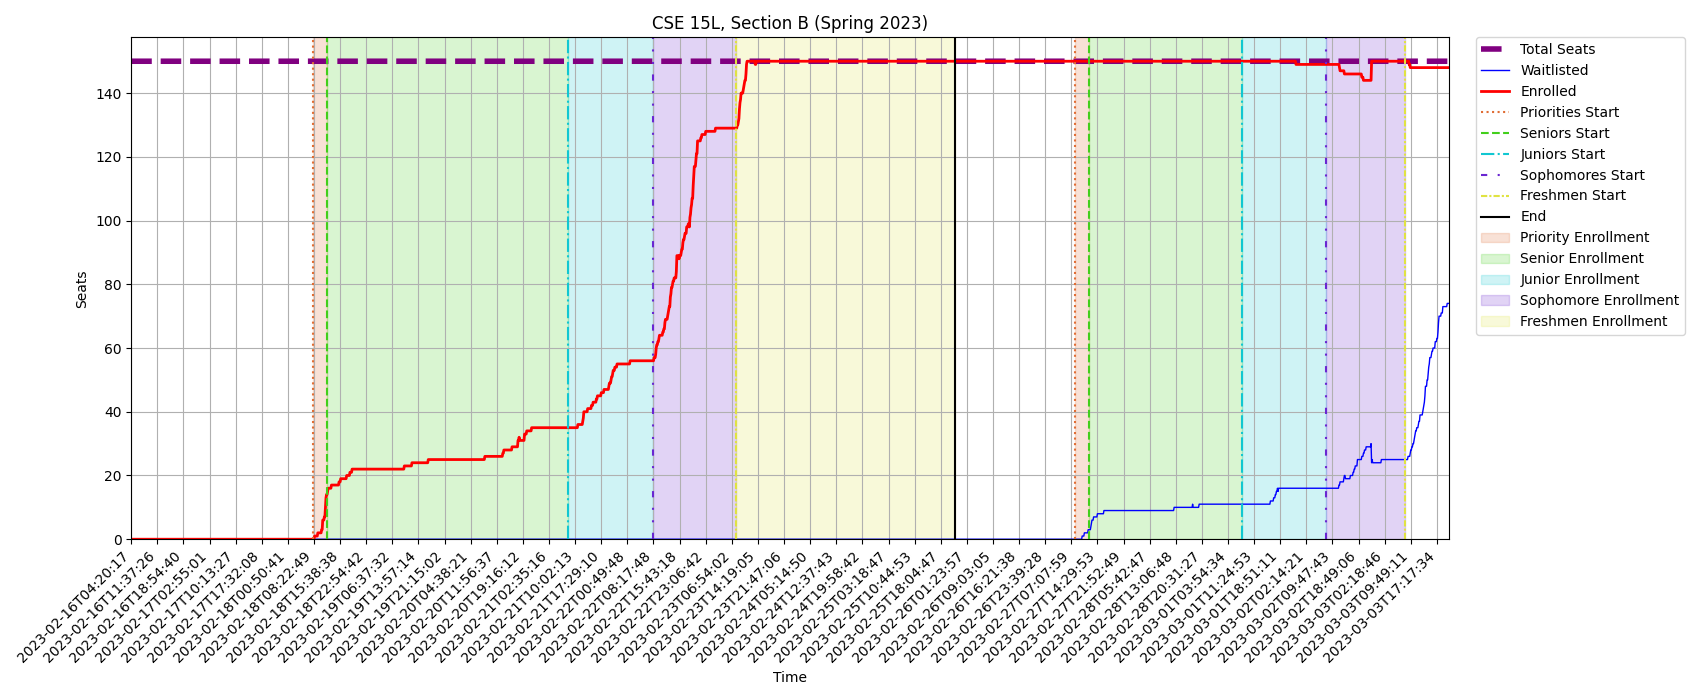 CSE 15L, Section B (Spring 2023)
Seats
140
120
100
80
60
40
20
0
2023-02-16T04:20:17
2023-02-16T11:37:26
2023-02-16T18:54:40
2023-02-17T02:55:01
2023-02-17T10:13:27
2023-02-17T17:32:08
2023-02-18T00:50:41
2023-02-18T08:22:49
2023-02-18T15:38:38
2023-02-18T22:54:42
2023-02-19T06:37:32
2023-02-19T13:57:14
2023-02-19T21:15:02
2023-02-20T04:38:21
2023-02-20T11:56:37
2023-02-20T19:16:12
2023-02-21T02:35:16
2023-02-21T10:02:13
2023-02-21T17:29:10
2023-02-22T00:49:48
2023-02-22T08:17:48
2023-02-22T15:43:18
2023-02-22T23:06:42
2023-02-23T06:54:02
2023-02-23T14:19:05
2023-02-23T21:47:06
2023-02-24T05:14:50
2023-02-24T12:37:43
2023-02-24T19:58:42
2023-02-25T03:18:47
2023-02-25T10:44:53
2023-02-25T18:04:47
2023-02-26T01:23:57
2023-02-26T09:03:05
2023-02-26T16:21:38
2023-02-26T23:39:28
2023-02-27T07:07:59
2023-02-27T14:29:53
2023-02-27T21:52:49
2023-02-28T05:42:47
2023-02-28T13:06:48
2023-02-28T20:31:27
2023-03-01T03:54:34
2023-03-01T11:24:53
2023-03-01T18:51:11
2023-03-02T02:14:21
2023-03-02T09:47:43
2023-03-02T18:49:06
2023-03-03T02:18:46
2023-03-03T09:49:11
2023-03-03T17:17:34
Time
Total Seats
Waitlisted
Enrolled
Priorities Start
Seniors Start
Juniors Start
Sophomores Start
Freshmen Start
End
Priority Enrollment
Senior Enrollment
Junior Enrollment
Sophomore Enrollment
Freshmen Enrollment